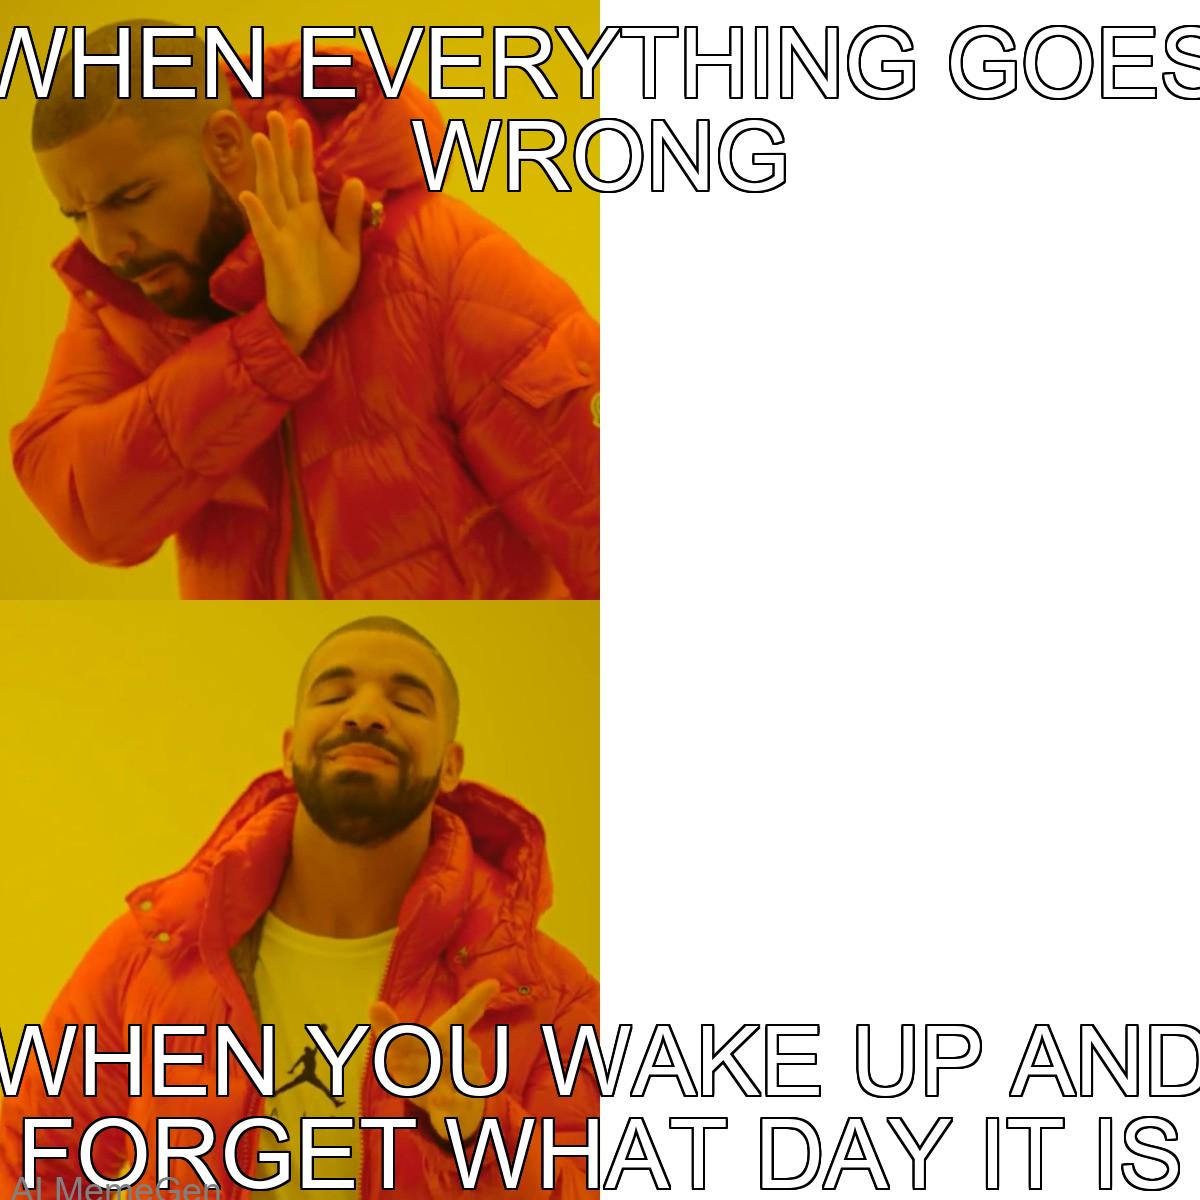 WHEN EVERYTHING GOES
WRONG
WHEN YOU WAKE UP AND
FORGET WHAT DAY IT IS
AI MemeGen